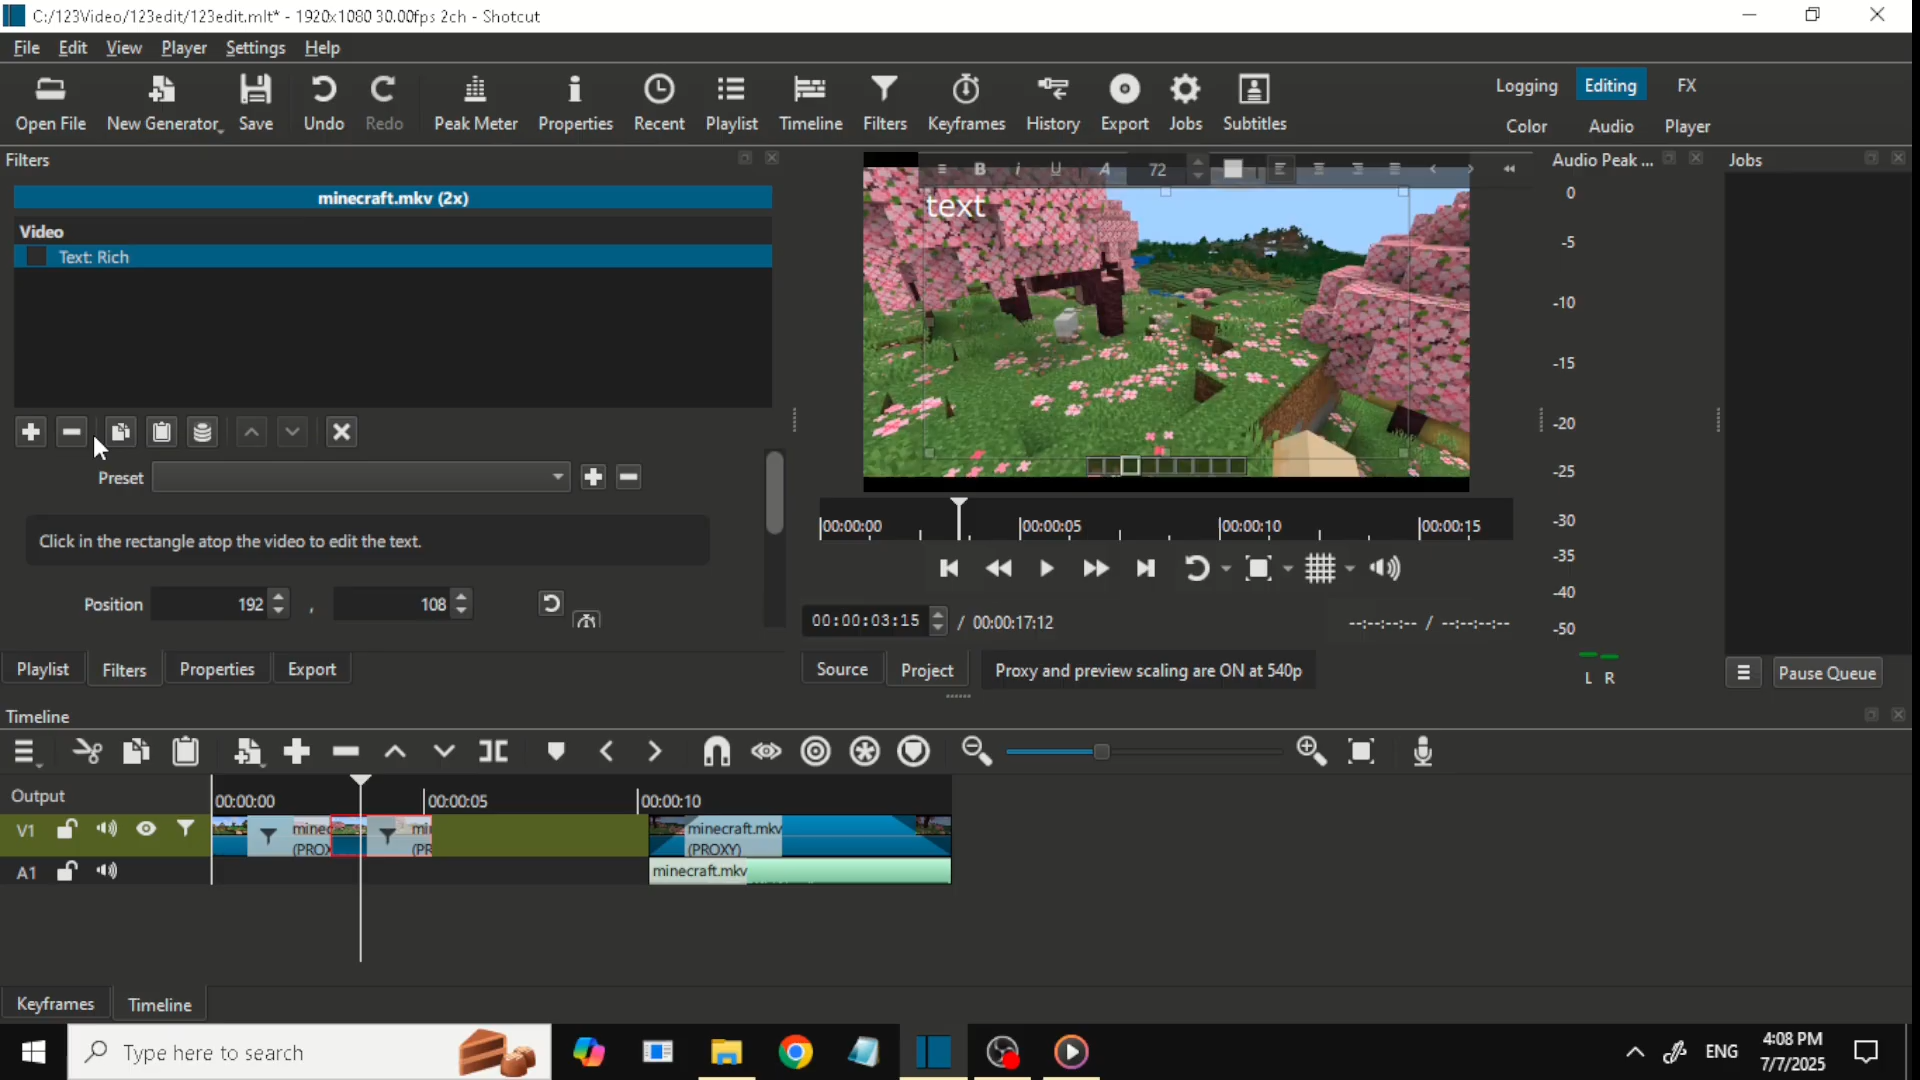 C:/123Video/123edit/123edit.mlt* - 1920x1080 30.00fps 2ch - Shotcut
File Edit View Player Settings Help
Open File New Generator Save Undo Redo Peak Meter Properties Recent Playlist Timeline Filters Keyframes History Export Jobs Subtitles
Logging Editing FX
Color Audio Player
Filters
minecraft.mkv (2x)
Video
Text: Rich
Preset
Click in the rectangle atop the video to edit the text.
Position 192 , 108
Playlist Filters Properties Export
B i U A 72
text
00:00:00 00:00:05 00:00:10 00:00:15
00:00:03:15 / 00:00:17:12 --:--:--:-- / --:--:--:--
Source Project Proxy and preview scaling are ON at 540p
Audio Peak ...
0
-5
-10
-15
-20
-25
-30
-35
-40
-50
L R
Jobs
Pause Queue
Timeline
Output 00:00:00 00:00:05 00:00:10
V1 minec mi minecraft.mkv
(PROX (PR (PROXY)
A1 minecraft.mkv
Keyframes Timeline
Type here to search
ENG
4:08 PM
7/7/2025